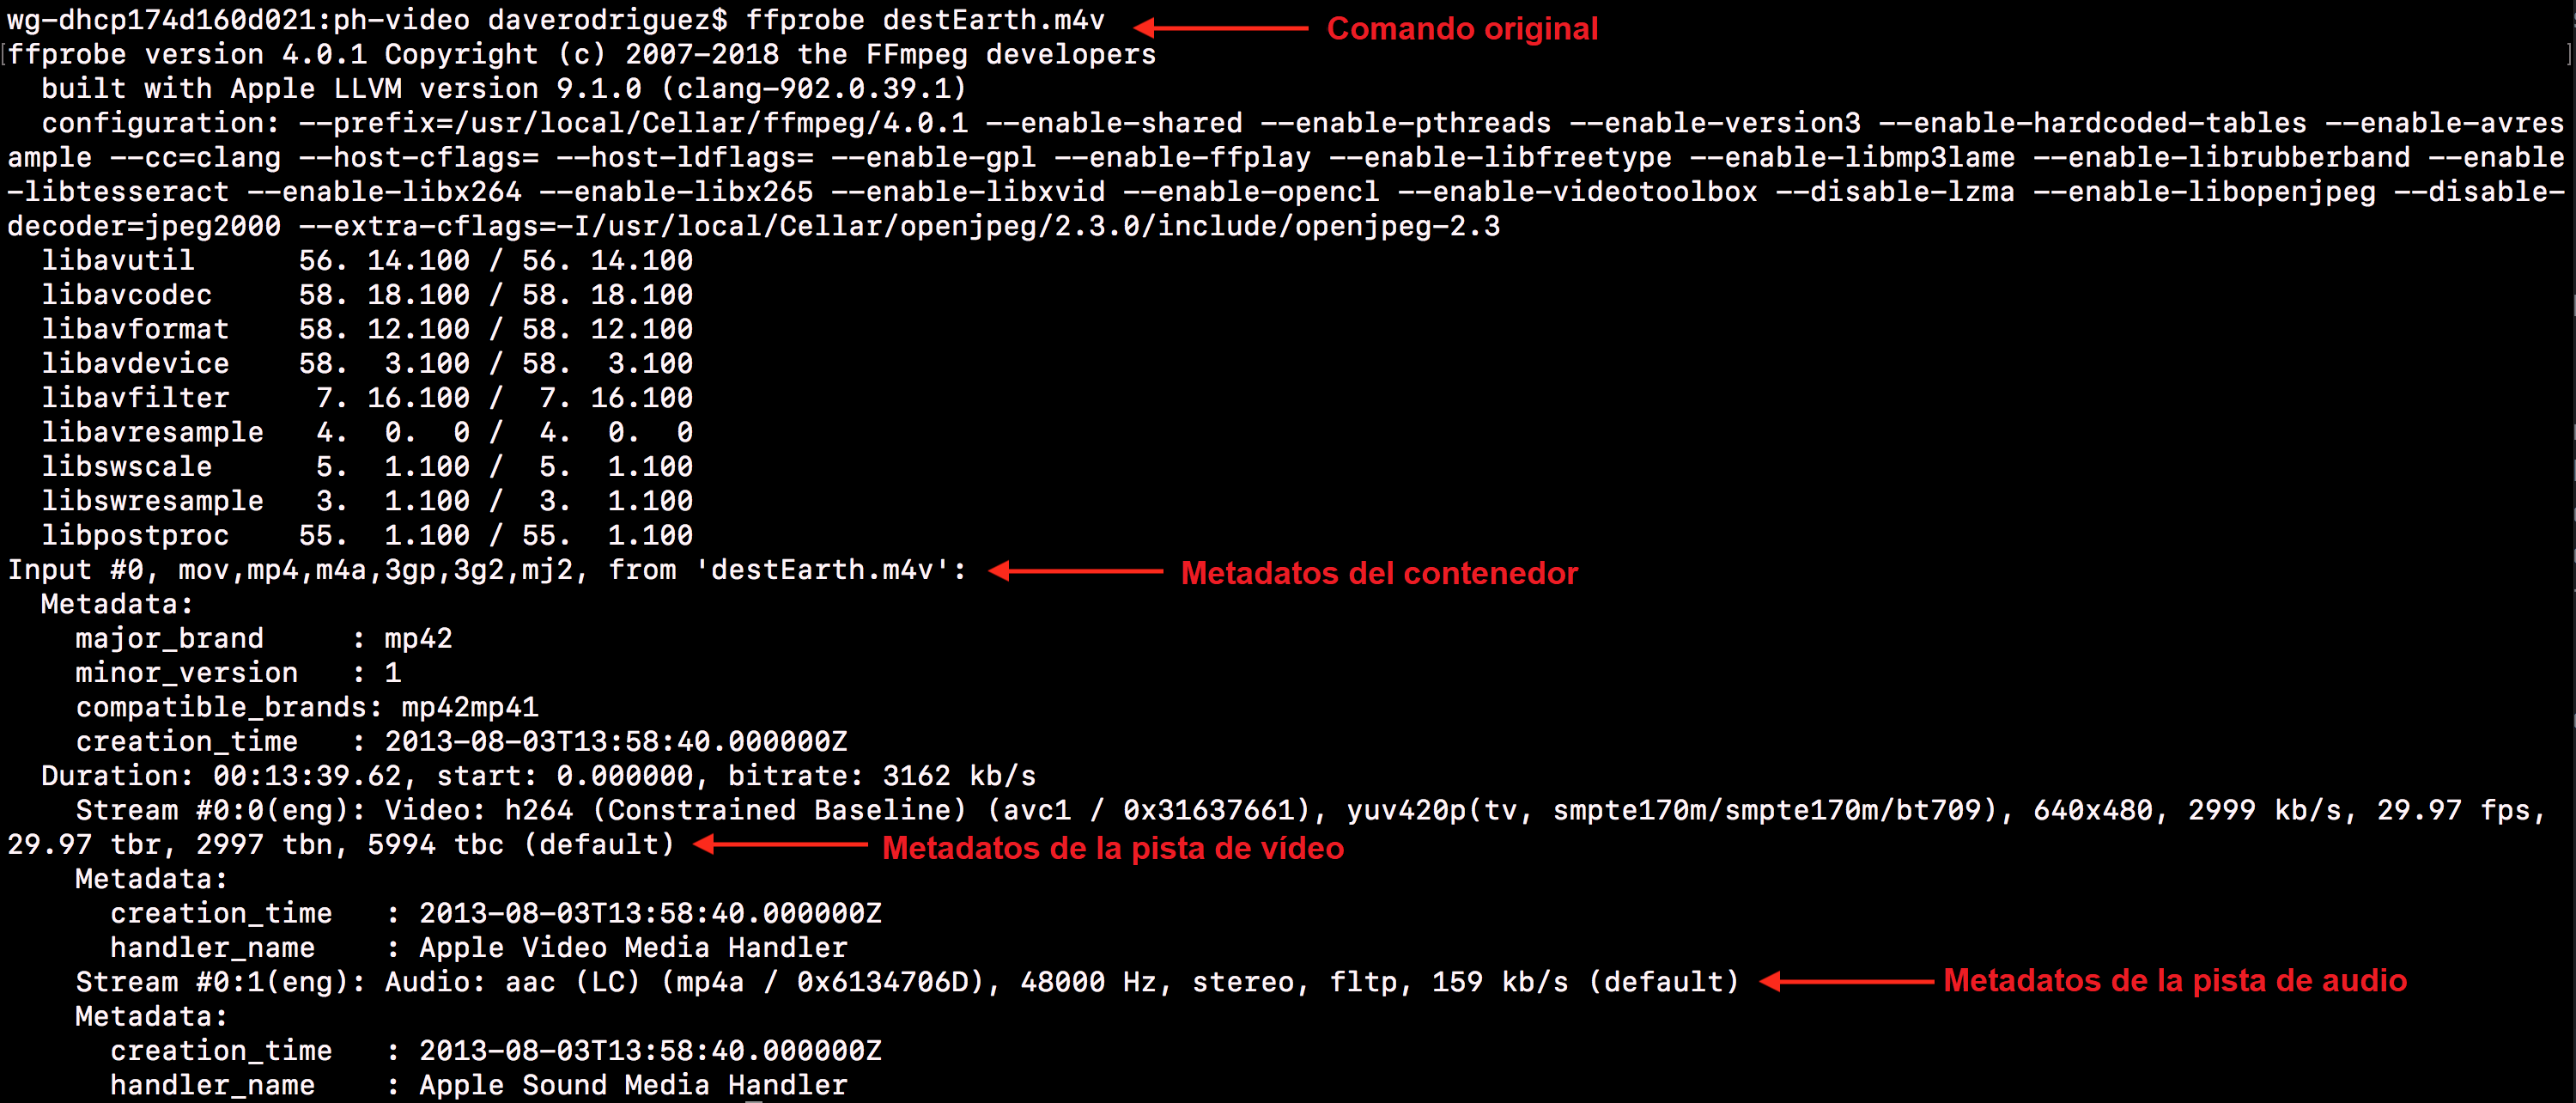 wg-dhcp174d160d021:ph-video daverodriguez$ ffprobe destEarth.m4v
Comando original
[ffprobe version 4.0.1 Copyright (c) 2007-2018 the FFmpeg developers ]
built with Apple LLVM version 9.1.0 (clang-902.0.39.1)
configuration: --prefix=/usr/local/Cellar/ffmpeg/4.0.1 --enable-shared --enable-pthreads --enable-version3 --enable-hardcoded-tables --enable-avres
ample --cc=clang --host-cflags= --host-ldflags= --enable-gpl --enable-ffplay --enable-libfreetype --enable-libmp3lame --enable-librubberband --enable
-libtesseract --enable-libx264 --enable-libx265 --enable-libxvid --enable-opencl --enable-videotoolbox --disable-lzma --enable-libopenjpeg --disable-
decoder=jpeg2000 --extra-cflags=-I/usr/local/Cellar/openjpeg/2.3.0/include/openjpeg-2.3
libavutil      56. 14.100 / 56. 14.100
libavcodec     58. 18.100 / 58. 18.100
libavformat    58. 12.100 / 58. 12.100
libavdevice    58.  3.100 / 58.  3.100
libavfilter     7. 16.100 /  7. 16.100
libavresample   4.  0.  0 /  4.  0.  0
libswscale      5.  1.100 /  5.  1.100
libswresample   3.  1.100 /  3.  1.100
libpostproc    55.  1.100 / 55.  1.100
Input #0, mov,mp4,m4a,3gp,3g2,mj2, from 'destEarth.m4v':
Metadatos del contenedor
Metadata:
major_brand     : mp42
minor_version   : 1
compatible_brands: mp42mp41
creation_time   : 2013-08-03T13:58:40.000000Z
Duration: 00:13:39.62, start: 0.000000, bitrate: 3162 kb/s
Stream #0:0(eng): Video: h264 (Constrained Baseline) (avc1 / 0x31637661), yuv420p(tv, smpte170m/smpte170m/bt709), 640x480, 2999 kb/s, 29.97 fps,
29.97 tbr, 2997 tbn, 5994 tbc (default)
Metadatos de la pista de vídeo
Metadata:
creation_time   : 2013-08-03T13:58:40.000000Z
handler_name    : Apple Video Media Handler
Stream #0:1(eng): Audio: aac (LC) (mp4a / 0x6134706D), 48000 Hz, stereo, fltp, 159 kb/s (default)
Metadatos de la pista de audio
Metadata:
creation_time   : 2013-08-03T13:58:40.000000Z
handler_name    : Apple Sound Media Handler